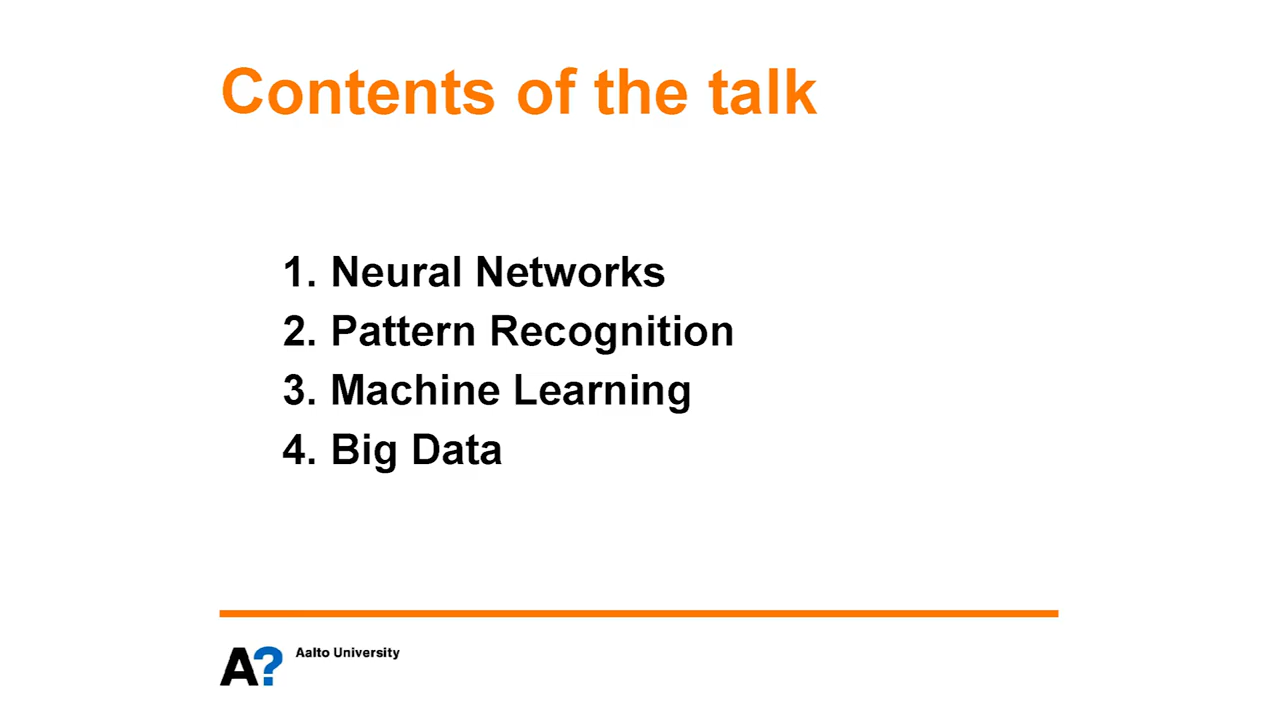 Contents of the talk
1. Neural Networks
2. Pattern Recognition
3. Machine Learning
4. Big Data
A? Aalto University